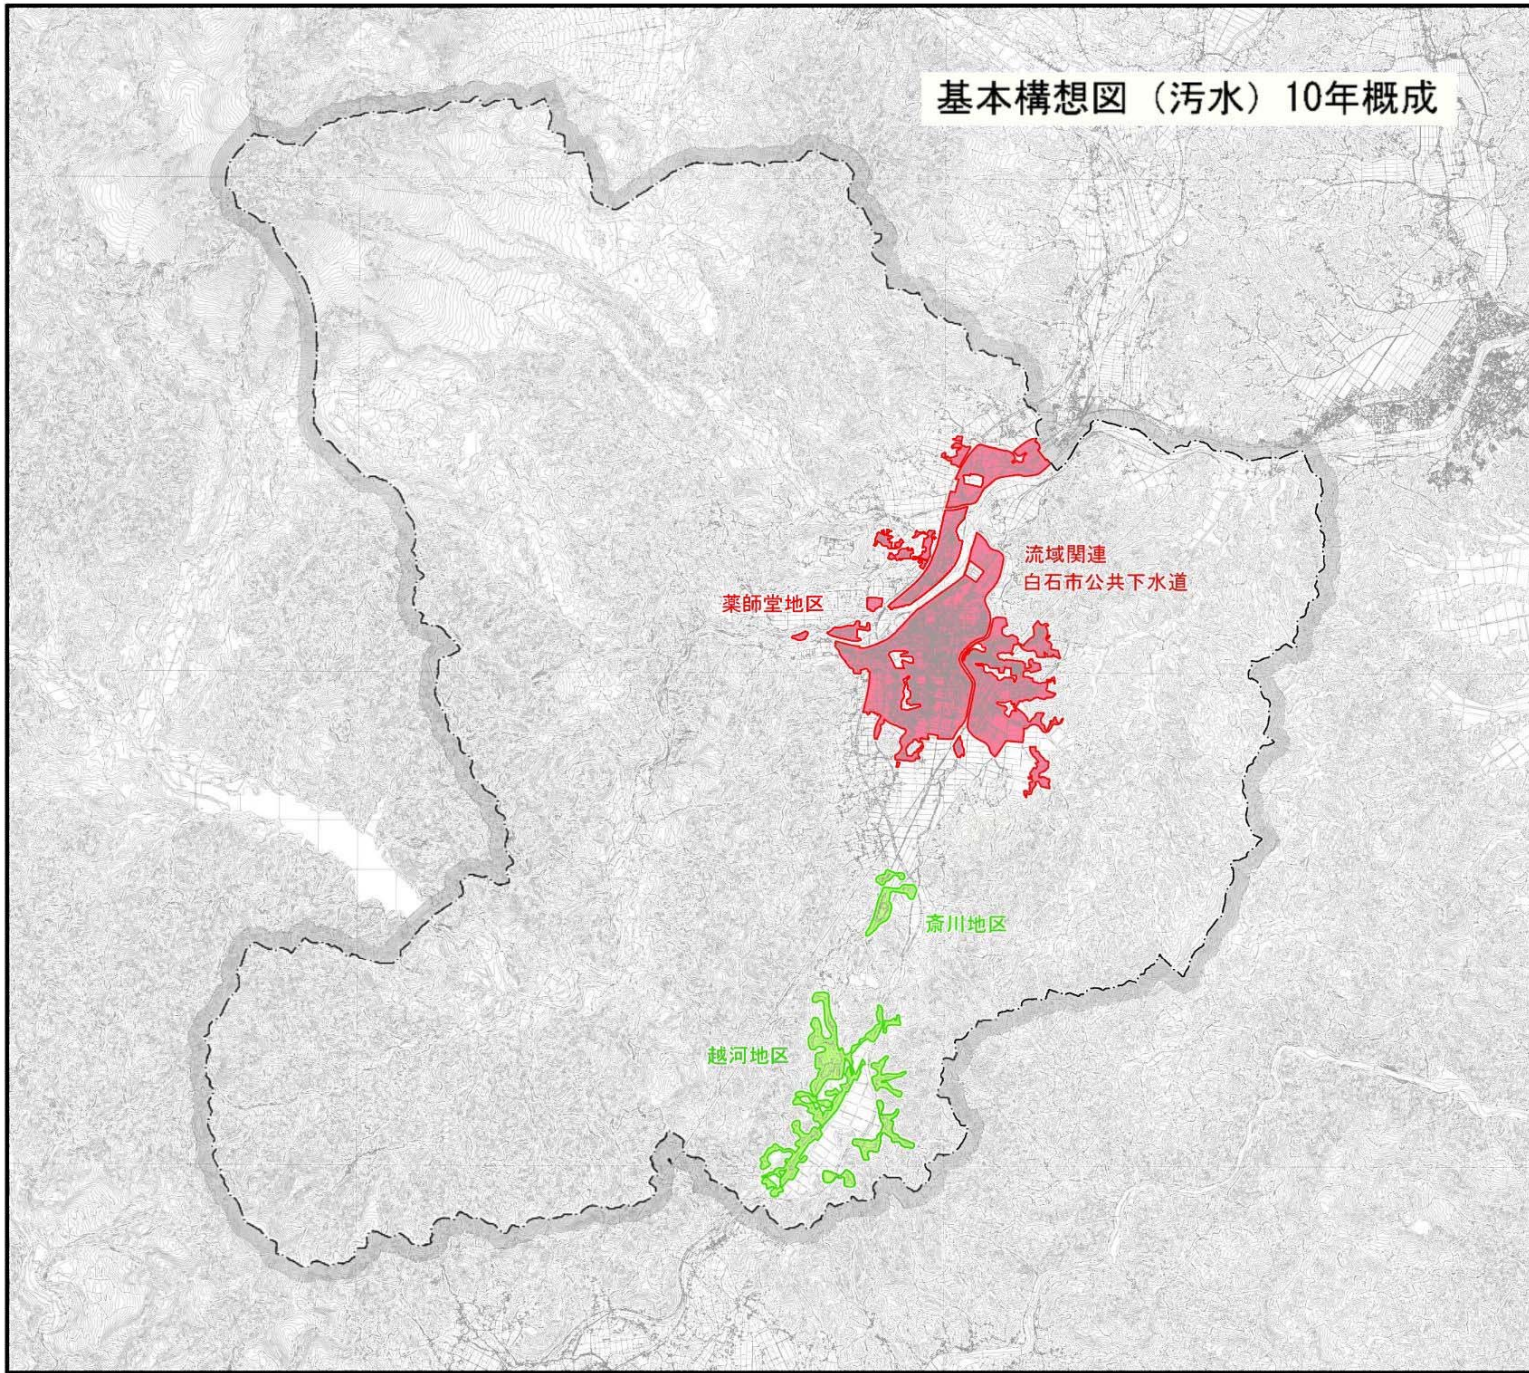 基本構想図（汚水）10年概成
流域関連
白石市公共下水道
薬師堂地区
斎川地区
越河地区